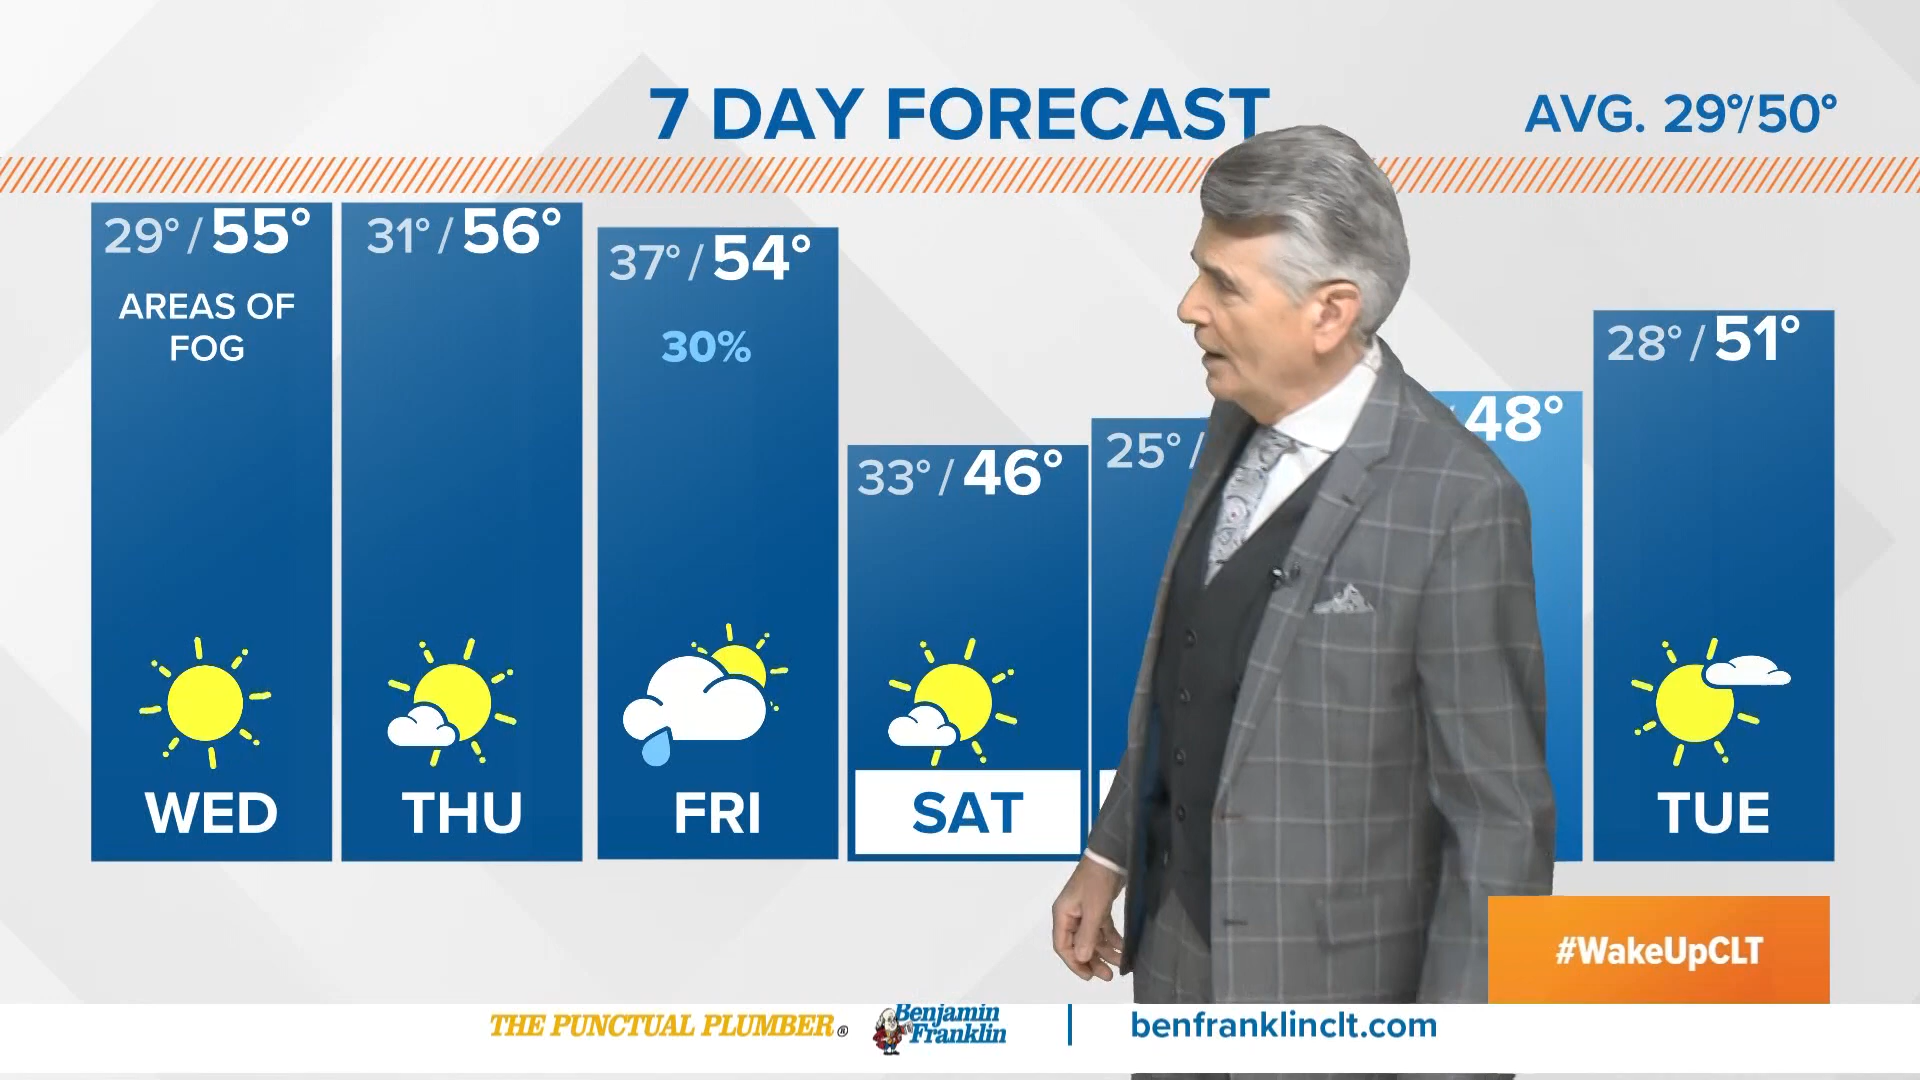 7 DAY FORECAST
AVG. 29°/50°
29° / 55°
AREAS OF
FOG
WED
31° / 56°
THU
37° / 54°
30%
FRI
33° / 46°
SAT
25° /
48°
28° / 51°
TUE
#WakeUpCLT
THE PUNCTUAL PLUMBER®
Benjamin
Franklin
benfranklinclt.com